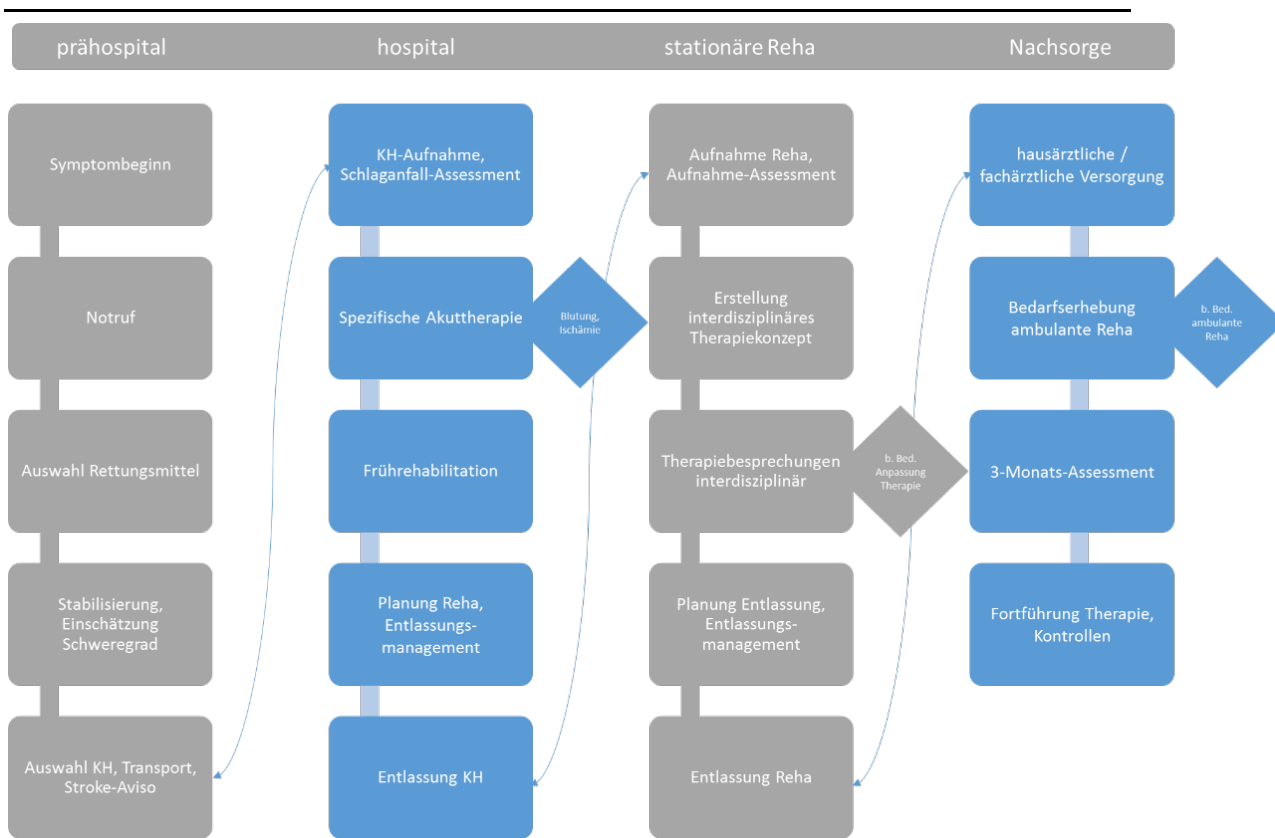 prähospital
hospital
stationäre Reha
Nachsorge
Symptombeginn
Notruf
Auswahl Rettungsmittel
Stabilisierung,
Einschätzung
Schweregrad
Auswahl KH, Transport,
Stroke-Aviso
KH-Aufnahme,
Schlaganfall-Assessment
Spezifische Akuttherapie
Blutung,
Ischämie
Frührehabilitation
Planung Reha,
Entlassungs-
management
Entlassung KH
Aufnahme Reha,
Aufnahme-Assessment
Erstellung
interdisziplinäres
Therapiekonzept
Therapiebesprechungen
interdisziplinär
b. Bed.
Anpassung
Therapie
Planung Entlassung,
Entlassungs-
management
Entlassung Reha
hausärztliche /
fachärztliche Versorgung
Bedarfserhebung
ambulante Reha
b. Bed.
ambulante
Reha
3-Monats-Assessment
Fortführung Therapie,
Kontrollen